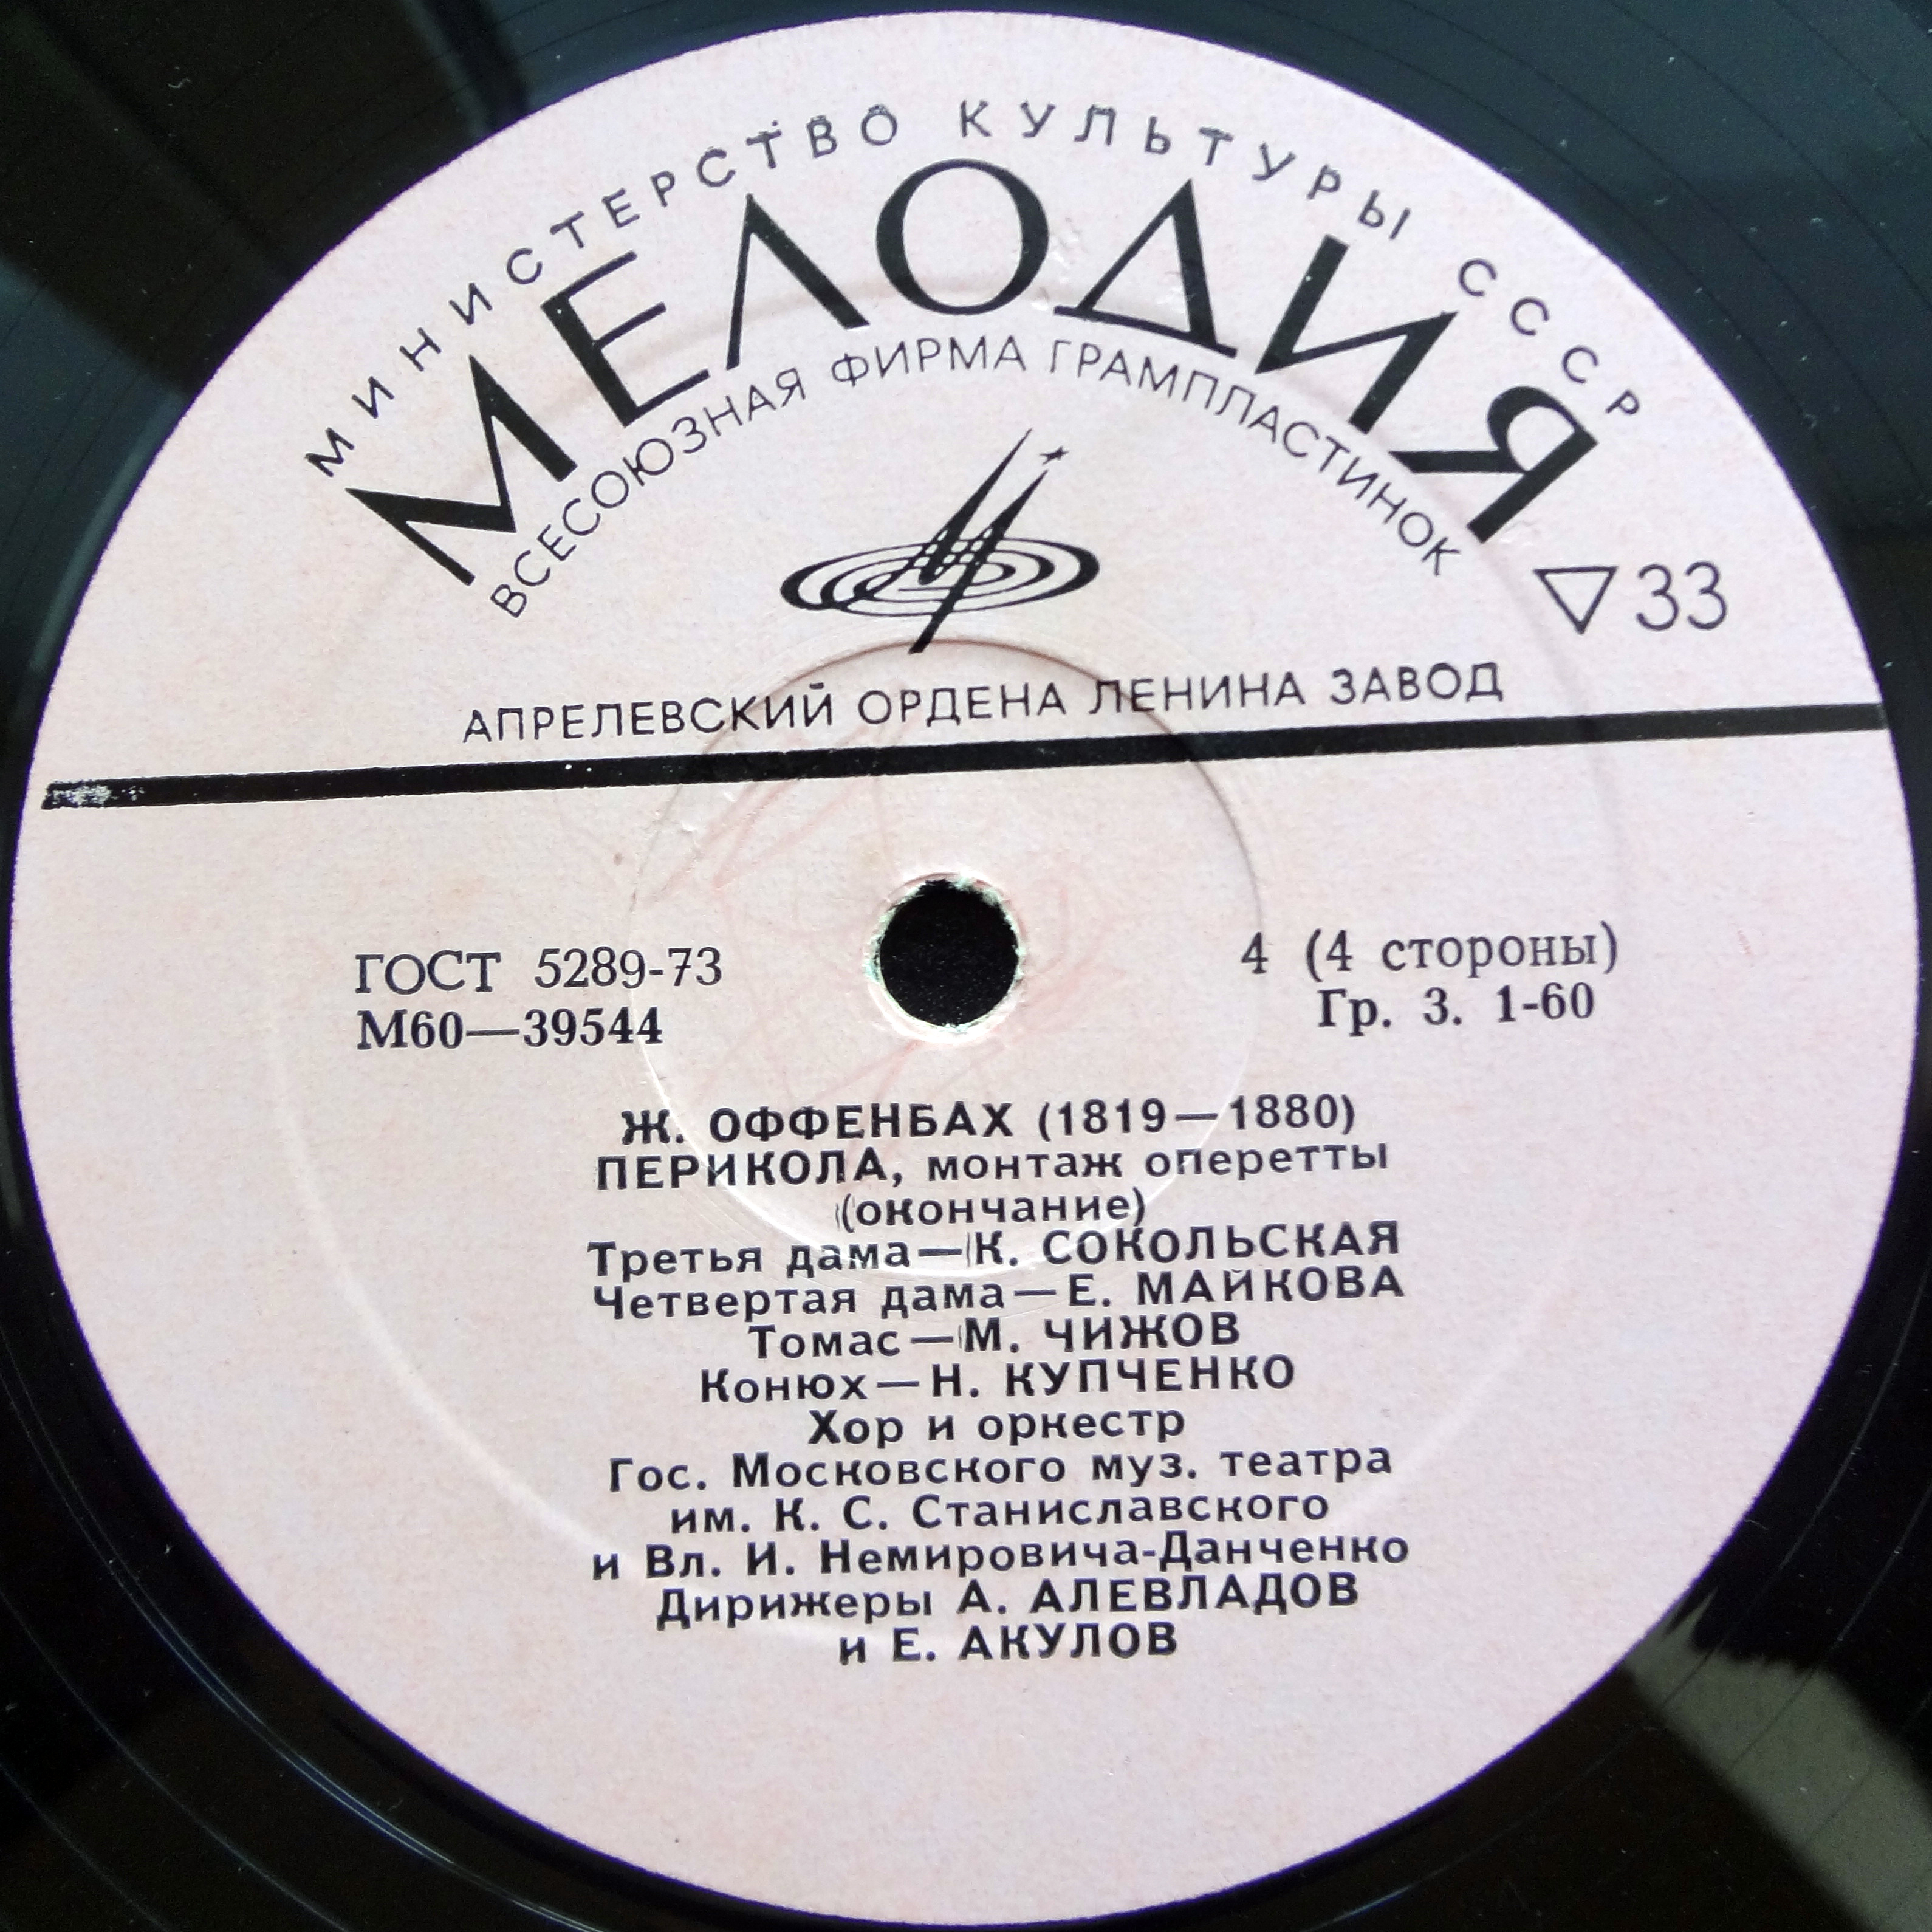 МИНИСТЕРСТВО КУЛЬТУРЫ СССР
МЕЛОДИЯ
ВСЕСОЮЗНАЯ ФИРМА ГРАМПЛАСТИНОК
▽33
АПРЕЛЕВСКИЙ ОРДЕНА ЛЕНИНА ЗАВОД
ГОСТ 5289-73
М60—39544
4 (4 стороны)
Гр. 3. 1-60
Ж. ОФФЕНБАХ (1819—1880)
ПЕРИКОЛА, монтаж оперетты
(окончание)
Третья дама—К. СОКОЛЬСКАЯ
Четвертая дама—Е. МАЙКОВА
Томас—М. ЧИЖОВ
Конюх—Н. КУПЧЕНКО
Хор и оркестр
Гос. Московского муз. театра
им. К. С. Станиславского
и Вл. И. Немировича-Данченко
Дирижеры А. АЛЕВЛАДОВ
и Е. АКУЛОВ